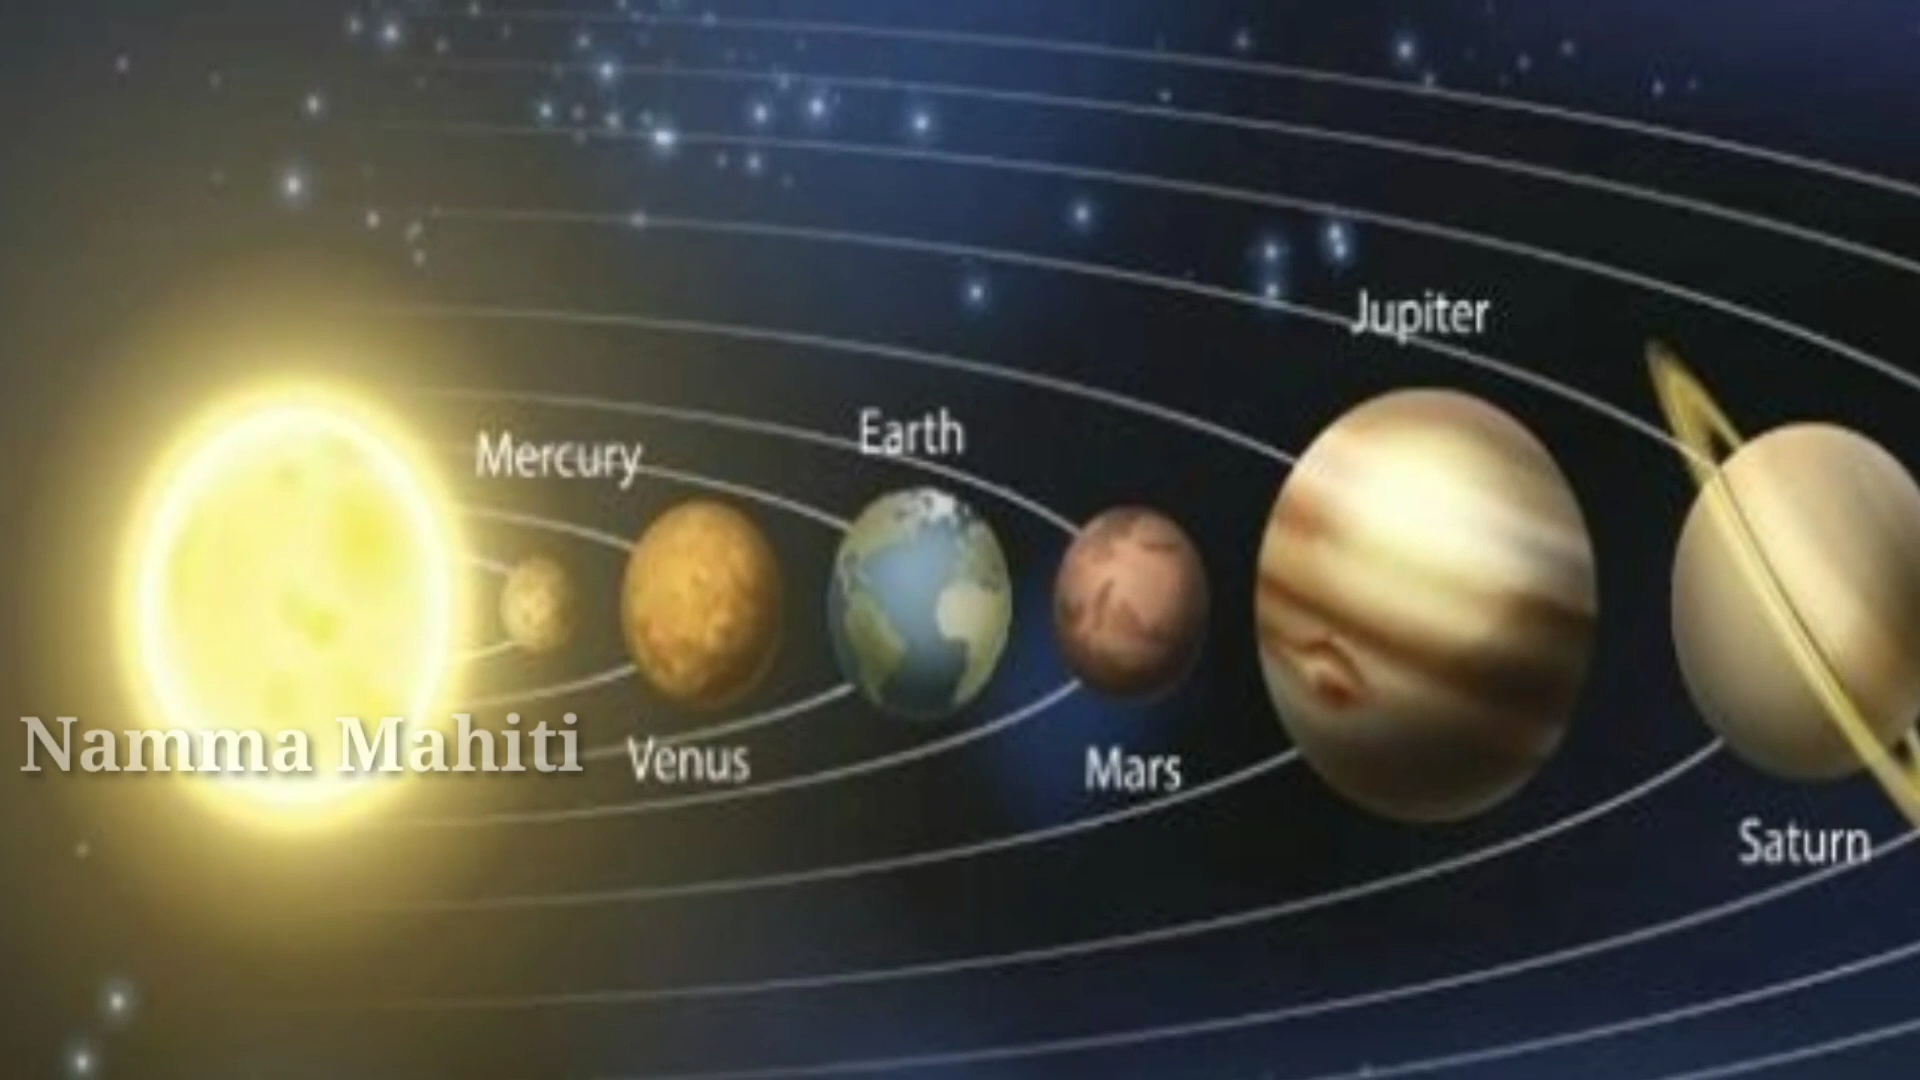 Jupiter
Earth
Mercury
Namma Mahiti
Venus
Mars
Saturn